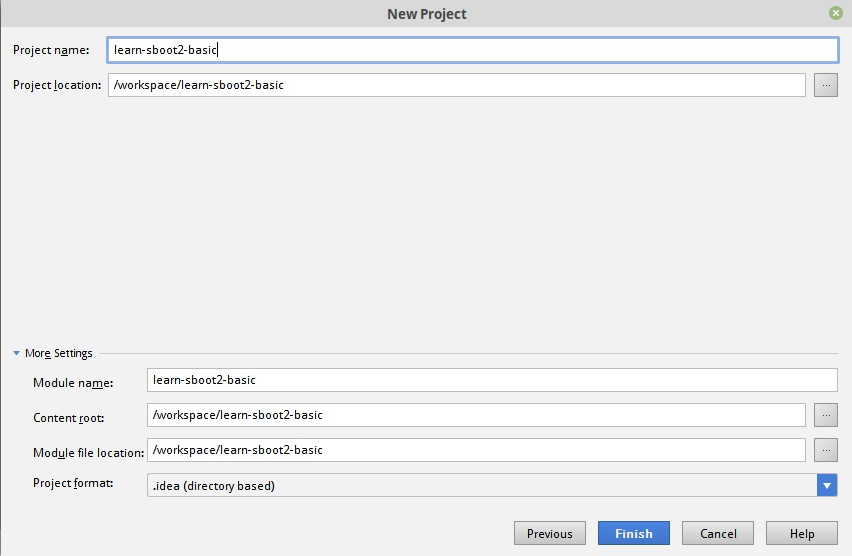 New Project
Project name: learn-sboot2-basic
Project location: /workspace/learn-sboot2-basic ...
More Settings
Module name: learn-sboot2-basic
Content root: /workspace/learn-sboot2-basic ...
Module file location: /workspace/learn-sboot2-basic ...
Project format: .idea (directory based)
Previous Finish Cancel Help